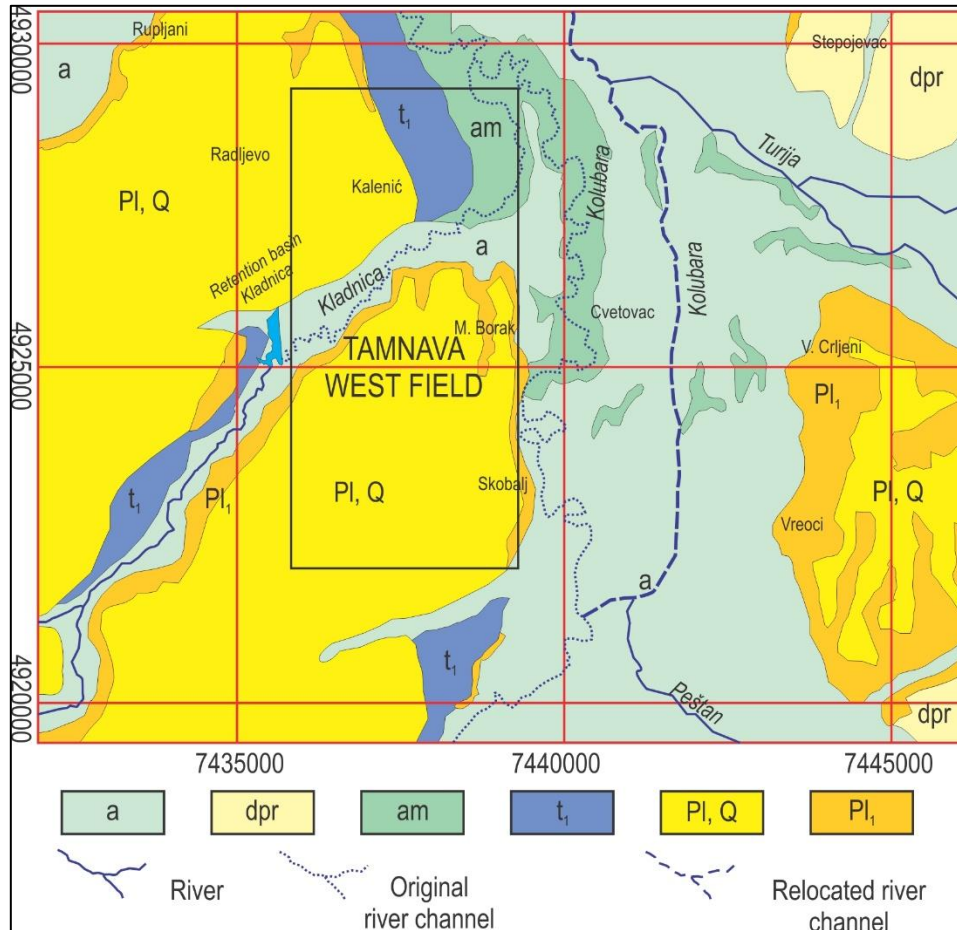 4930000
4925000
4920000
Rupljani
Stepojevac
a
dpr
t₁
am
Turija
Radljevo
Kalenić
Pl, Q
Kolubara
Kolubara
Retention basin
Kladnica
Kladnica
a
Cvetovac
M. Borak
V. Crljeni
TAMNAVA
WEST FIELD
Pl₁
t₁
Pl₁
Pl, Q
Skobalj
Pl, Q
Vreoci
a
t₁
Peštan
dpr
7435000
7440000
7445000
a
dpr
am
t₁
Pl, Q
Pl₁
River
Original
river channel
Relocated river
channel